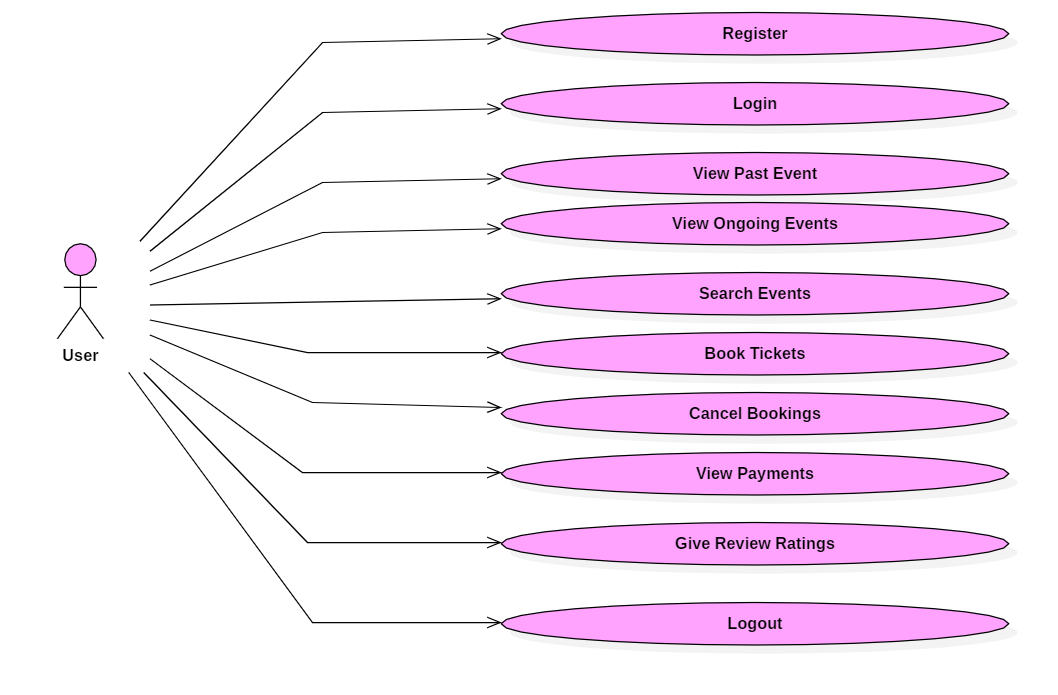 Register
Login
View Past Event
View Ongoing Events
Search Events
User
Book Tickets
Cancel Bookings
View Payments
Give Review Ratings
Logout